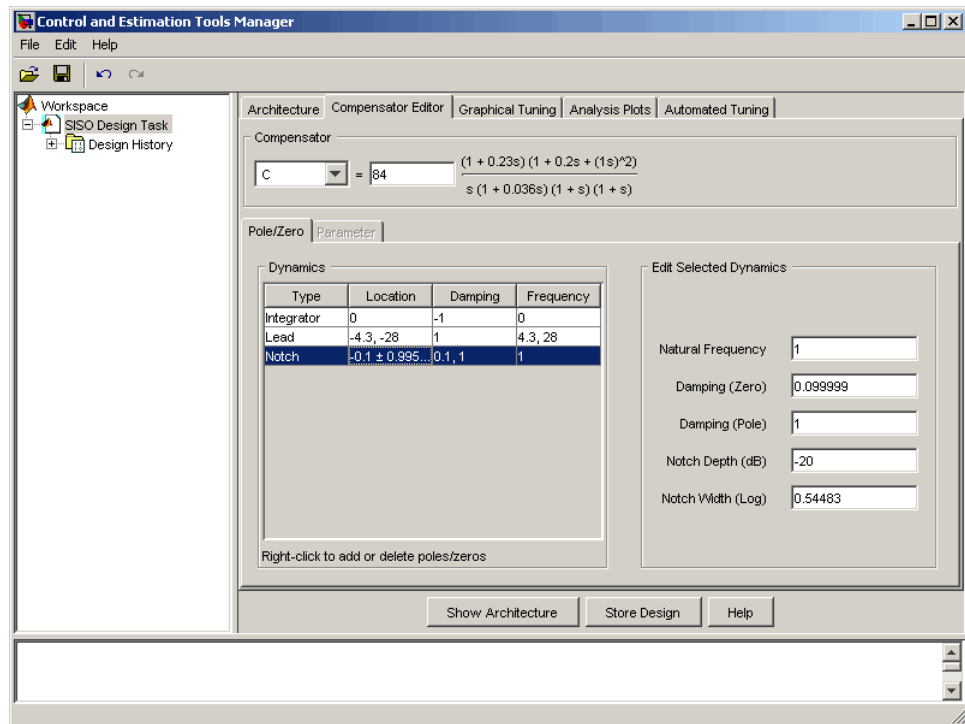 Control and Estimation Tools Manager
File Edit Help
Workspace
SISO Design Task
Design History
Architecture Compensator Editor Graphical Tuning Analysis Plots Automated Tuning
Compensator
C = 84 (1 + 0.23s) (1 + 0.2s + (1s)^2)
s (1 + 0.036s) (1 + s) (1 + s)
Pole/Zero Parameter
Dynamics
Type Location Damping Frequency
Integrator 0 -1 0
Lead -4.3, -28 1 4.3, 28
Notch -0.1 ± 0.995... 0.1, 1 1
Right-click to add or delete poles/zeros
Edit Selected Dynamics
Natural Frequency 1
Damping (Zero) 0.099999
Damping (Pole) 1
Notch Depth (dB) -20
Notch Width (Log) 0.54483
Show Architecture Store Design Help